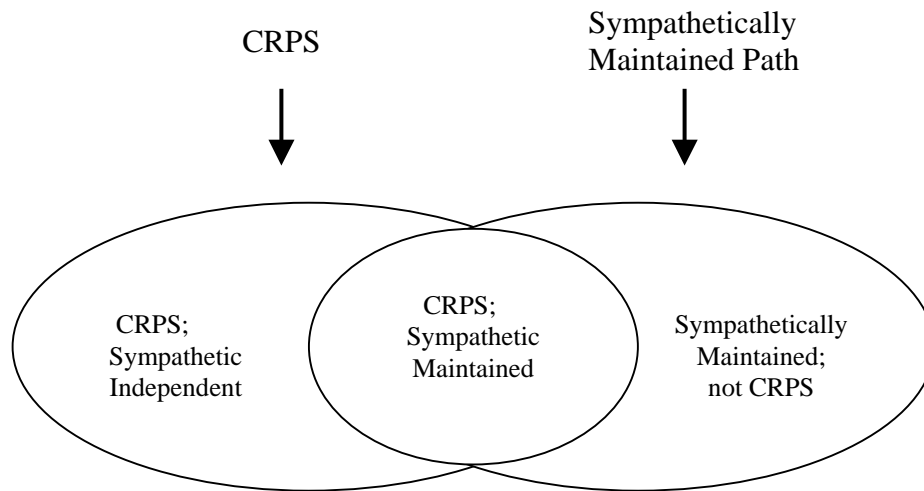 CRPS
Sympathetically
Maintained Path
CRPS;
Sympathetic
Independent
CRPS;
Sympathetic
Maintained
Sympathetically
Maintained;
not CRPS